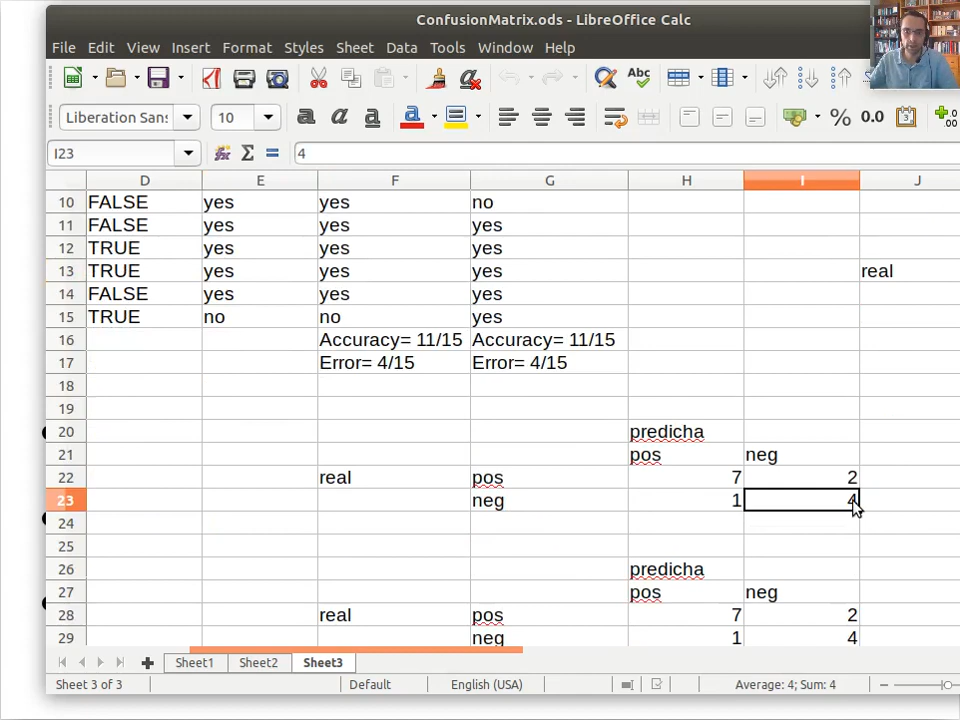 ConfusionMatrix.ods - LibreOffice Calc
File Edit View Insert Format Styles Sheet Data Tools Window Help
Abc
Liberation Sans 10 a a a a % 0.0
I23 4
D E F G H I J
10 FALSE yes yes no
11 FALSE yes yes yes
12 TRUE yes yes yes
13 TRUE yes yes yes real
14 FALSE yes yes yes
15 TRUE no no yes
16 Accuracy= 11/15 Accuracy= 11/15
17 Error= 4/15 Error= 4/15
18
19
20 predicha
21 pos neg
22 real pos 7 2
23 neg 1 4
24
25
26 predicha
27 pos neg
28 real pos 7 2
29 neg 1 4
Sheet1 Sheet2 Sheet3
Sheet 3 of 3 Default English (USA) Average: 4; Sum: 4